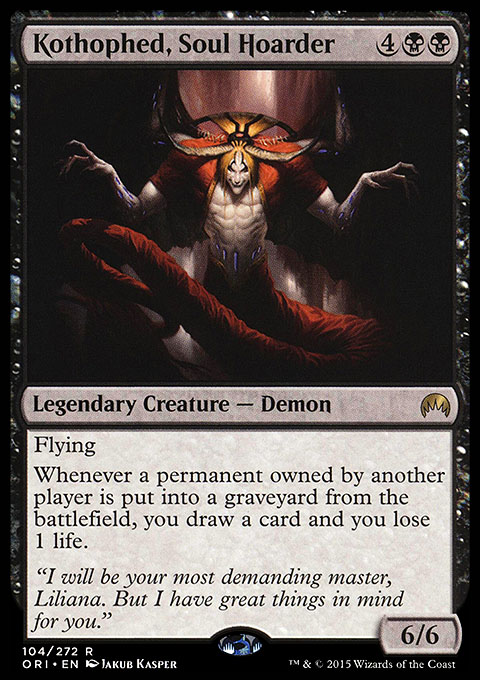 Kothophed, Soul Hoarder 4
Legendary Creature — Demon
Flying
Whenever a permanent owned by another
player is put into a graveyard from the
battlefield, you draw a card and you lose
1 life.
“I will be your most demanding master,
Liliana. But I have great things in mind
for you.”
6/6
104/272 R
ORI • EN Jakub Kasper
™ & © 2015 Wizards of the Coast